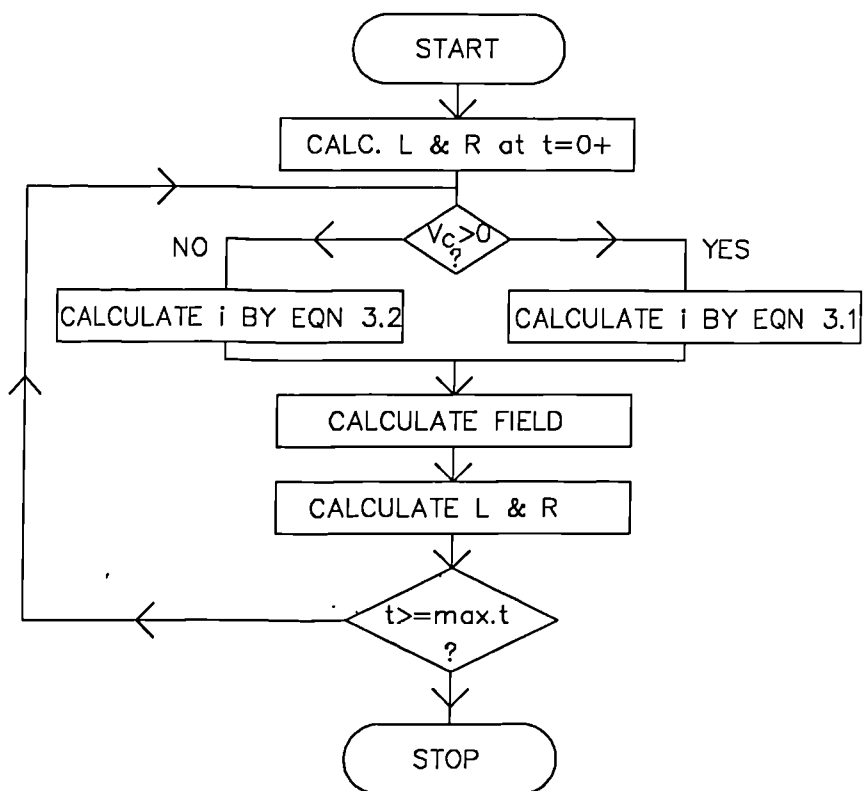 START
CALC. L & R at t=0+
Vc>0
?
NO
YES
CALCULATE i BY EQN 3.2
CALCULATE i BY EQN 3.1
CALCULATE FIELD
CALCULATE L & R
t>=max.t
?
STOP